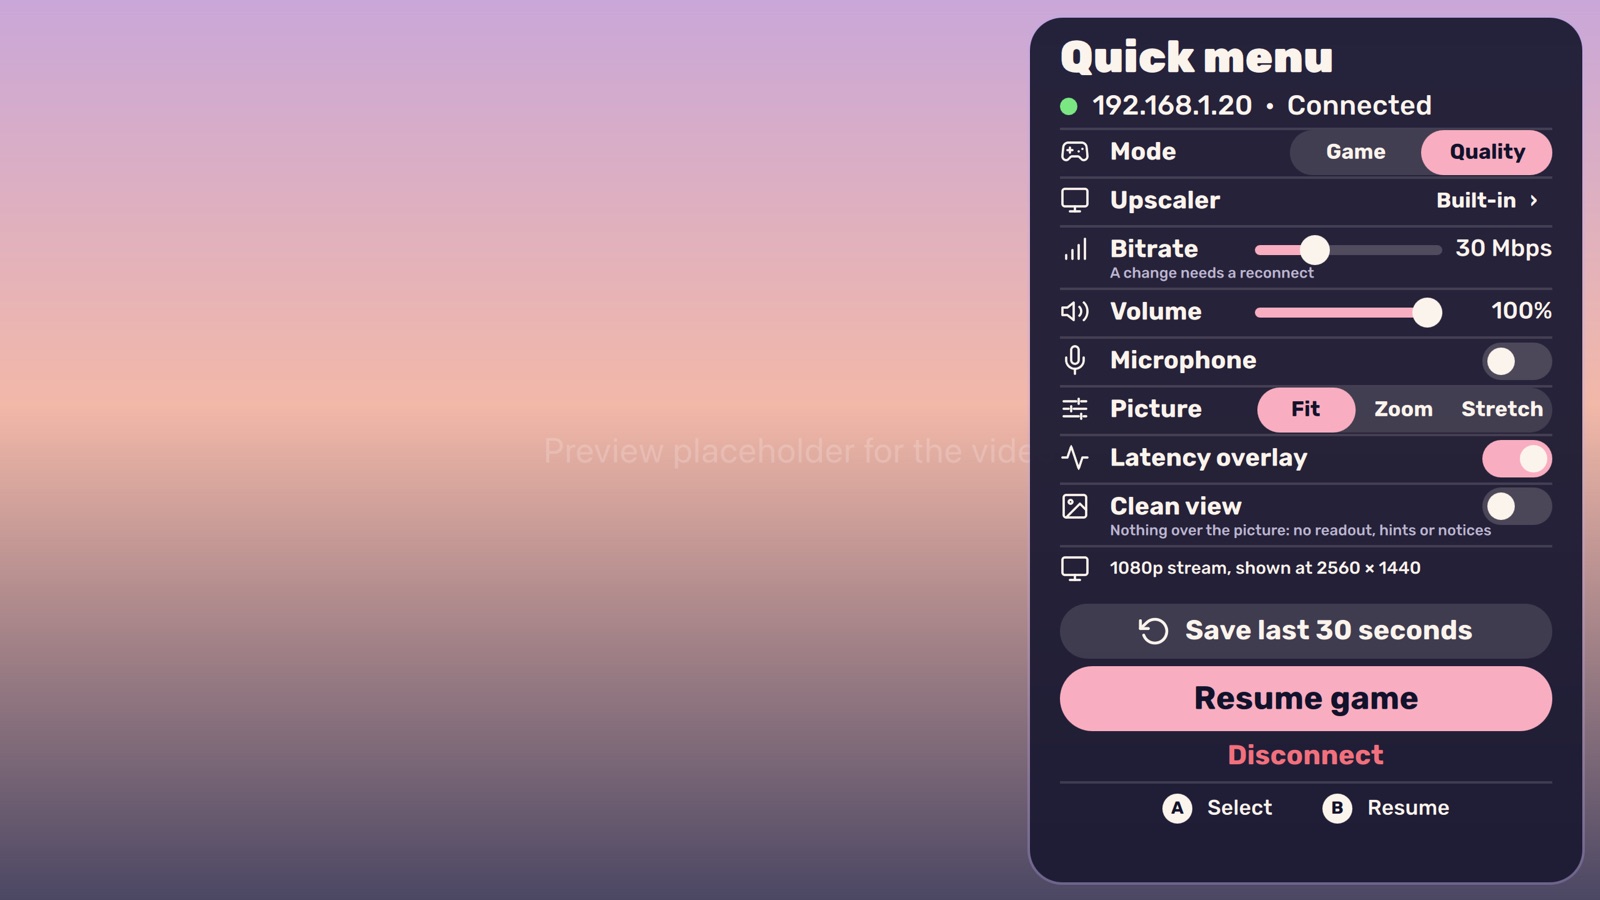 Quick menu
192.168.1.20 • Connected
Mode Game Quality
Upscaler Built-in ›
Bitrate 30 Mbps
A change needs a reconnect
Volume 100%
Microphone
Picture Fit Zoom Stretch
Preview placeholder for the vide
Latency overlay
Clean view
Nothing over the picture: no readout, hints or notices
1080p stream, shown at 2560 × 1440
Save last 30 seconds
Resume game
Disconnect
A Select B Resume